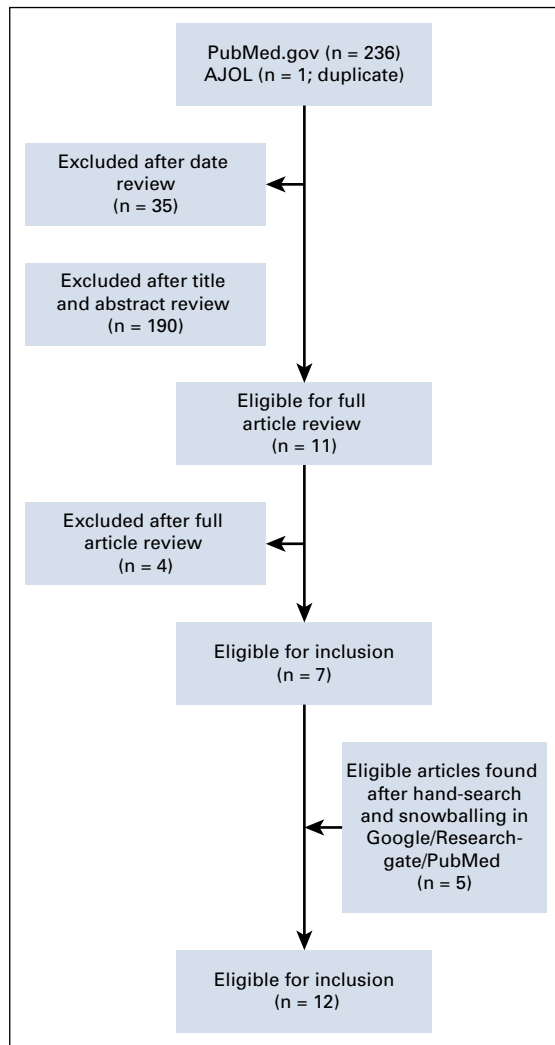 PubMed.gov (n = 236)
AJOL (n = 1; duplicate)
Excluded after date
review
(n = 35)
Excluded after title
and abstract review
(n = 190)
Eligible for full
article review
(n = 11)
Excluded after full
article review
(n = 4)
Eligible for inclusion
(n = 7)
Eligible articles found
after hand-search
and snowballing in
Google/Research-
gate/PubMed
(n = 5)
Eligible for inclusion
(n = 12)